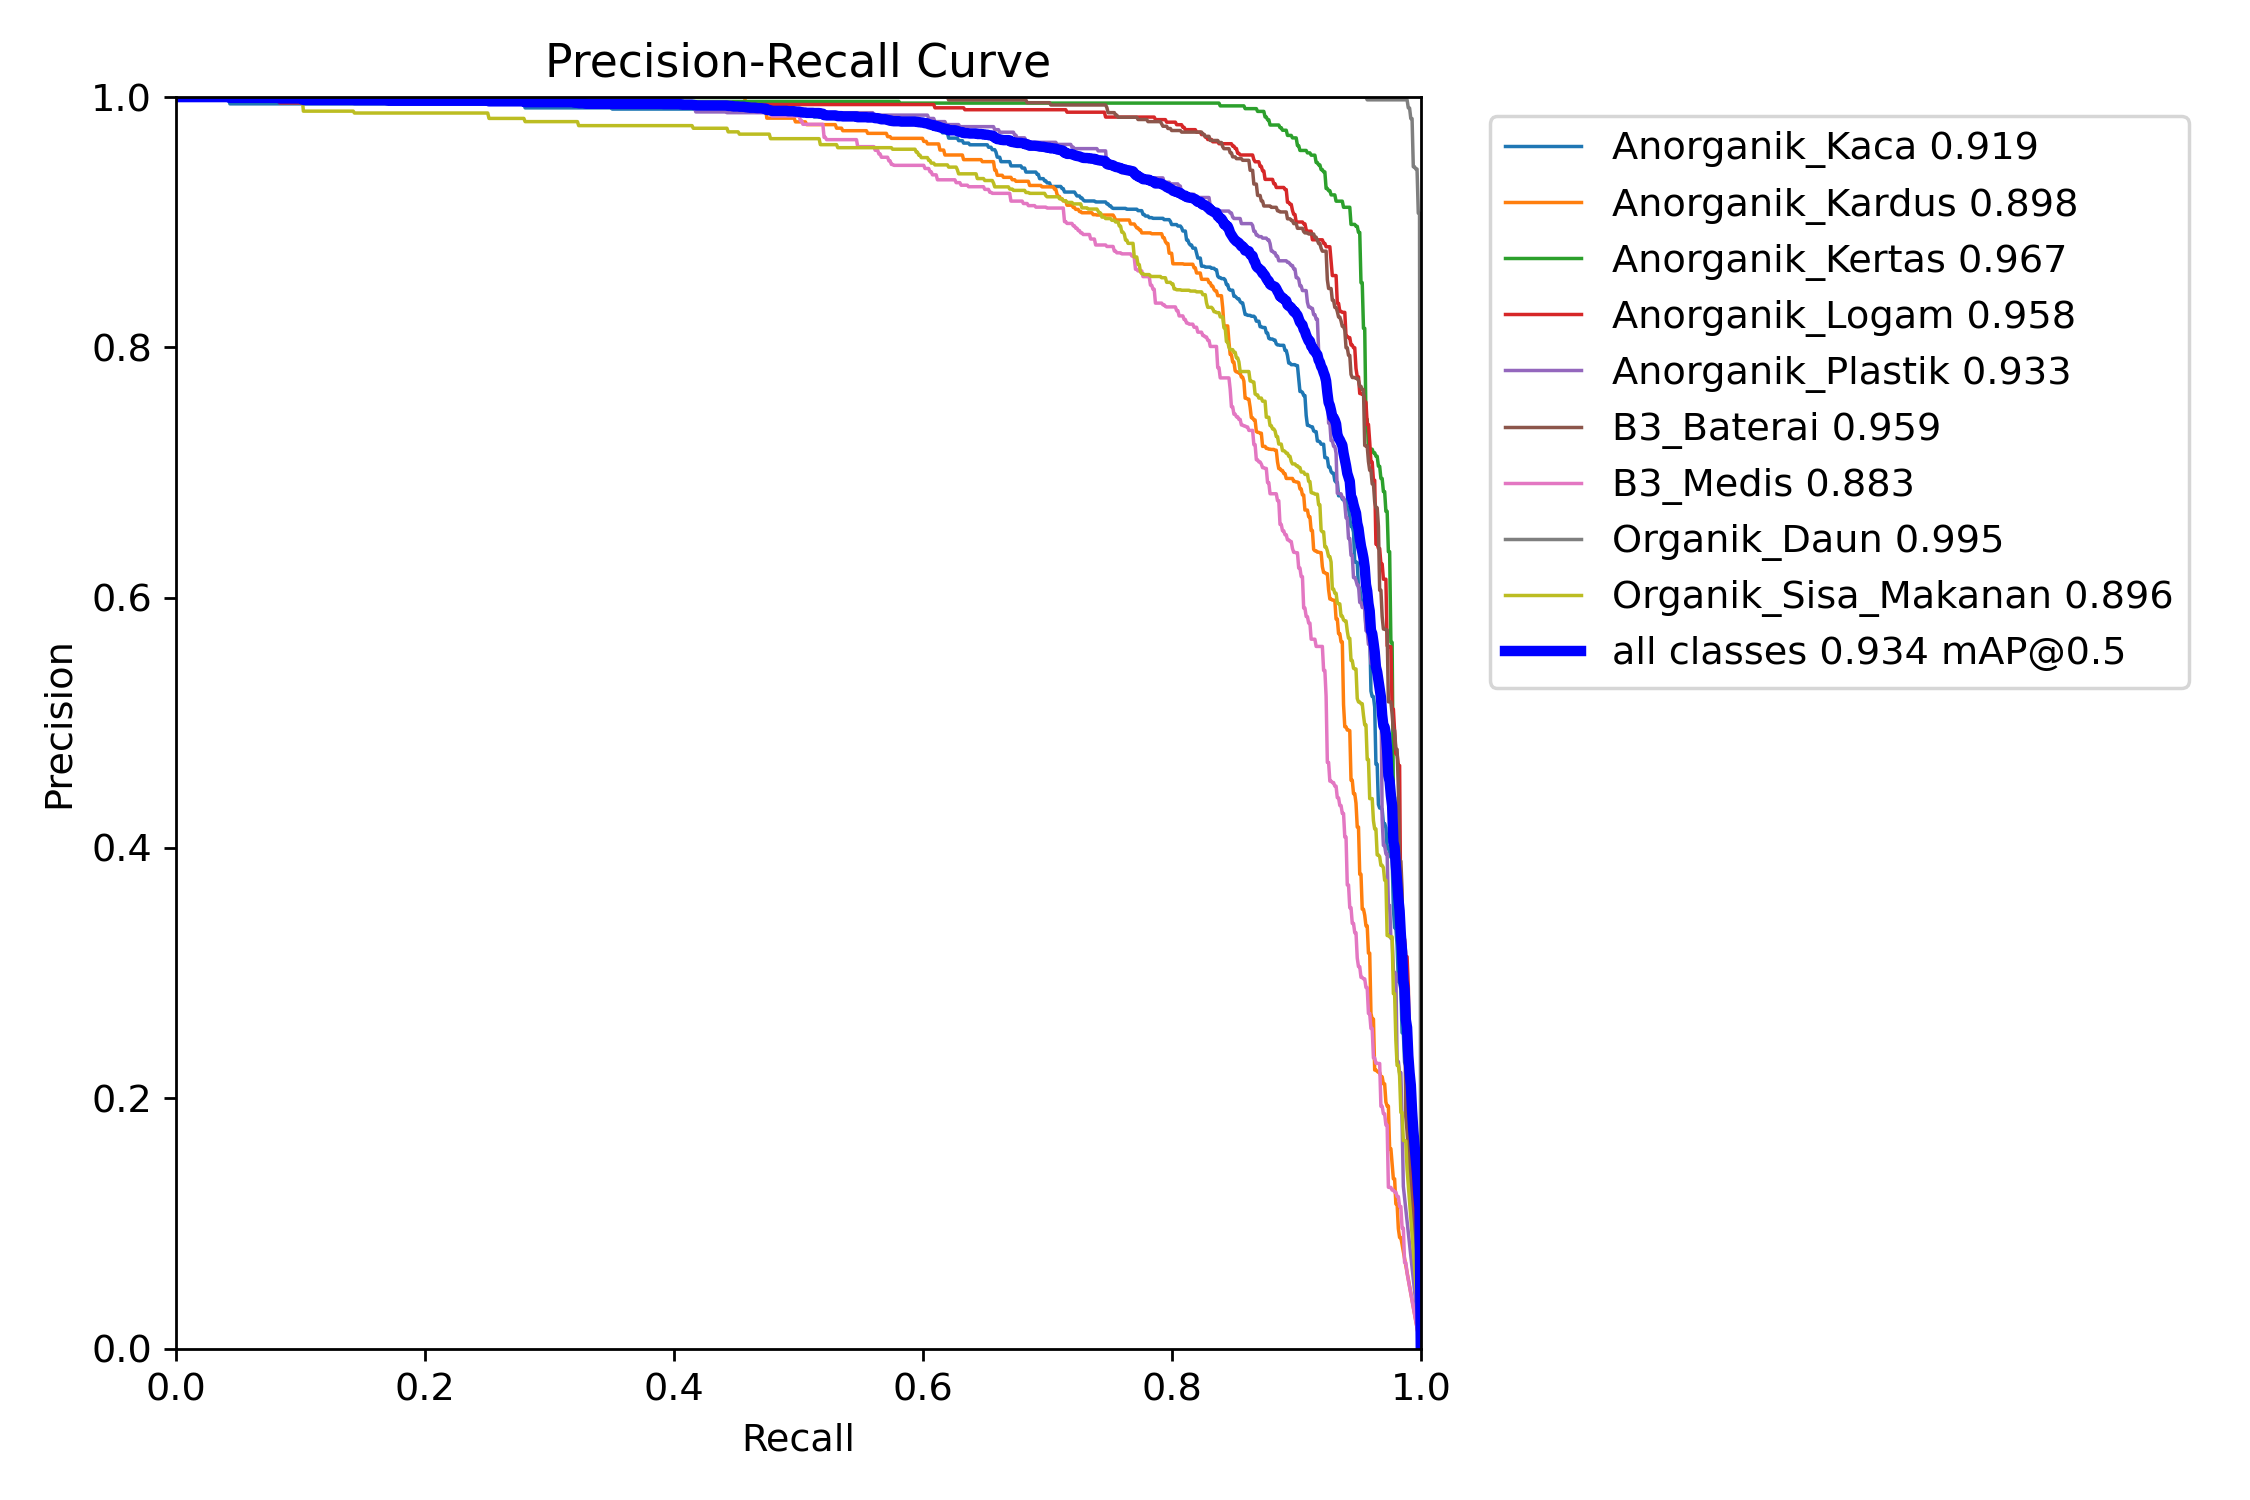 Precision-Recall Curve
1.0
0.8
0.6
0.4
0.2
0.0
Precision
0.0 0.2 0.4 0.6 0.8 1.0
Recall
Anorganik_Kaca 0.919
Anorganik_Kardus 0.898
Anorganik_Kertas 0.967
Anorganik_Logam 0.958
Anorganik_Plastik 0.933
B3_Baterai 0.959
B3_Medis 0.883
Organik_Daun 0.995
Organik_Sisa_Makanan 0.896
all classes 0.934 mAP@0.5